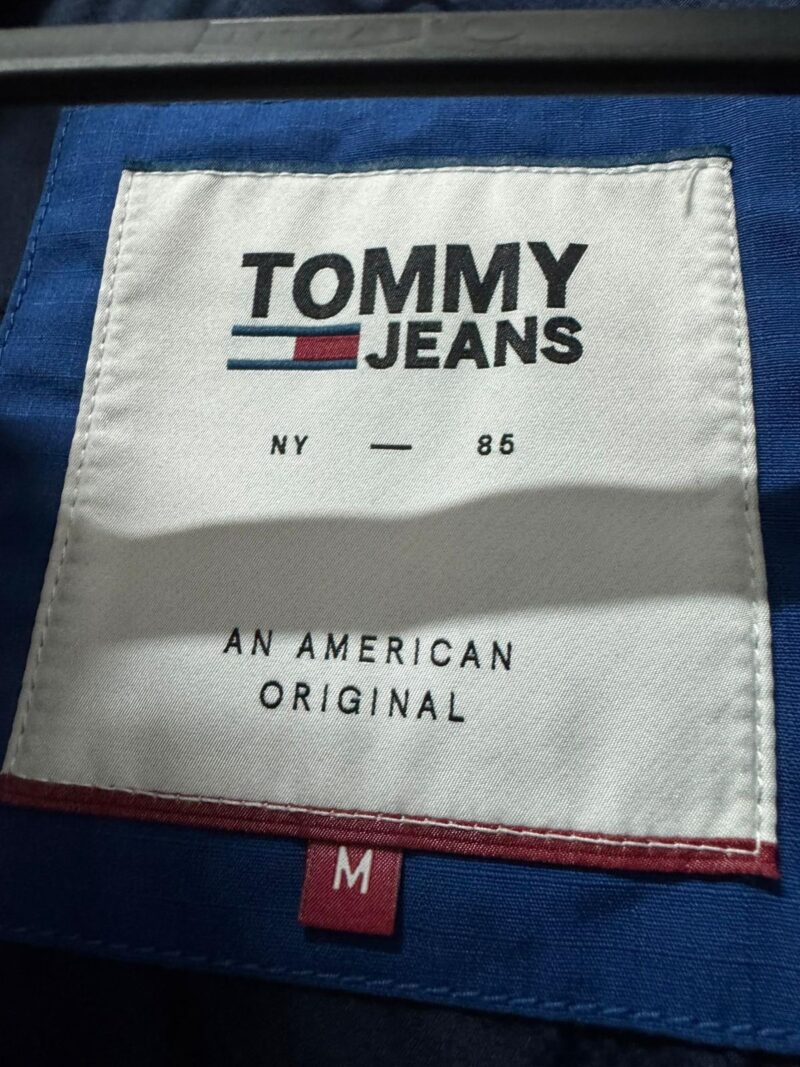 TOMMY
JEANS
NY — 85
AN AMERICAN
ORIGINAL
M